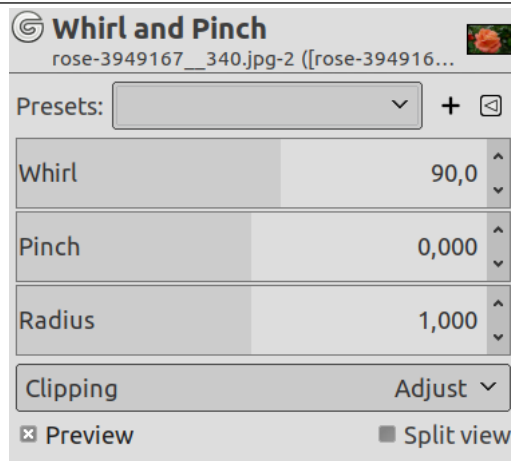 Whirl and Pinch
rose-3949167__340.jpg-2 ([rose-394916...
Presets:
Whirl 90,0
Pinch 0,000
Radius 1,000
Clipping Adjust
Preview Split view